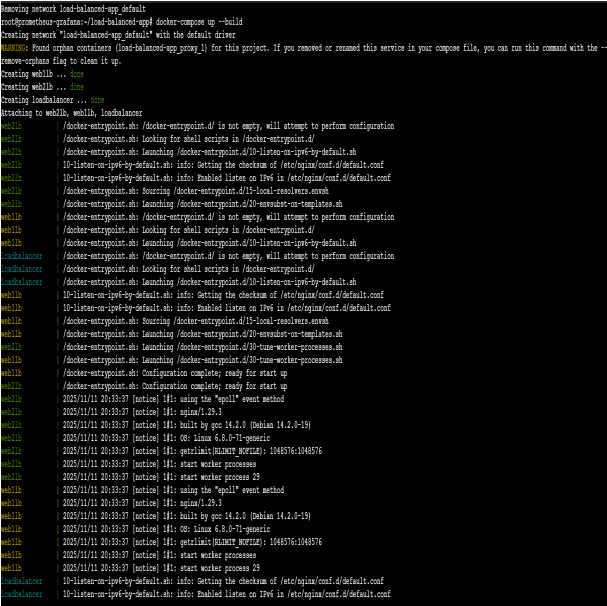 Removing network load-balanced-app_default
root@prometheus-grafana:~/load-balanced-app# docker-compose up --build
Creating network "load-balanced-app_default" with the default driver
WARNING: Found orphan containers (load-balanced-app_proxy_1) for this project. If you removed or renamed this service in your compose file, you can run this command with the --
remove-orphans flag to clean it up.
Creating web1lb ... done
Creating web2lb ... done
Creating loadbalancer ... done
Attaching to web2lb, web1lb, loadbalancer
web2lb | /docker-entrypoint.sh: /docker-entrypoint.d/ is not empty, will attempt to perform configuration
web2lb | /docker-entrypoint.sh: Looking for shell scripts in /docker-entrypoint.d/
web2lb | /docker-entrypoint.sh: Launching /docker-entrypoint.d/10-listen-on-ipv6-by-default.sh
web2lb | 10-listen-on-ipv6-by-default.sh: info: Getting the checksum of /etc/nginx/conf.d/default.conf
web2lb | 10-listen-on-ipv6-by-default.sh: info: Enabled listen on IPv6 in /etc/nginx/conf.d/default.conf
web2lb | /docker-entrypoint.sh: Sourcing /docker-entrypoint.d/15-local-resolvers.envsh
web2lb | /docker-entrypoint.sh: Launching /docker-entrypoint.d/20-envsubst-on-templates.sh
web1lb | /docker-entrypoint.sh: /docker-entrypoint.d/ is not empty, will attempt to perform configuration
web1lb | /docker-entrypoint.sh: Looking for shell scripts in /docker-entrypoint.d/
web1lb | /docker-entrypoint.sh: Launching /docker-entrypoint.d/10-listen-on-ipv6-by-default.sh
loadbalancer | /docker-entrypoint.sh: /docker-entrypoint.d/ is not empty, will attempt to perform configuration
loadbalancer | /docker-entrypoint.sh: Looking for shell scripts in /docker-entrypoint.d/
loadbalancer | /docker-entrypoint.sh: Launching /docker-entrypoint.d/10-listen-on-ipv6-by-default.sh
web1lb | 10-listen-on-ipv6-by-default.sh: info: Getting the checksum of /etc/nginx/conf.d/default.conf
web1lb | 10-listen-on-ipv6-by-default.sh: info: Enabled listen on IPv6 in /etc/nginx/conf.d/default.conf
web1lb | /docker-entrypoint.sh: Sourcing /docker-entrypoint.d/15-local-resolvers.envsh
web1lb | /docker-entrypoint.sh: Launching /docker-entrypoint.d/20-envsubst-on-templates.sh
web2lb | /docker-entrypoint.sh: Launching /docker-entrypoint.d/30-tune-worker-processes.sh
web1lb | /docker-entrypoint.sh: Launching /docker-entrypoint.d/30-tune-worker-processes.sh
web1lb | /docker-entrypoint.sh: Configuration complete; ready for start up
web2lb | /docker-entrypoint.sh: Configuration complete; ready for start up
web2lb | 2025/11/11 20:33:37 [notice] 1#1: using the "epoll" event method
web2lb | 2025/11/11 20:33:37 [notice] 1#1: nginx/1.29.3
web2lb | 2025/11/11 20:33:37 [notice] 1#1: built by gcc 14.2.0 (Debian 14.2.0-19)
web2lb | 2025/11/11 20:33:37 [notice] 1#1: OS: Linux 6.8.0-71-generic
web2lb | 2025/11/11 20:33:37 [notice] 1#1: getrlimit(RLIMIT_NOFILE): 1048576:1048576
web2lb | 2025/11/11 20:33:37 [notice] 1#1: start worker processes
web2lb | 2025/11/11 20:33:37 [notice] 1#1: start worker process 29
web1lb | 2025/11/11 20:33:37 [notice] 1#1: using the "epoll" event method
web1lb | 2025/11/11 20:33:37 [notice] 1#1: nginx/1.29.3
web1lb | 2025/11/11 20:33:37 [notice] 1#1: built by gcc 14.2.0 (Debian 14.2.0-19)
web1lb | 2025/11/11 20:33:37 [notice] 1#1: OS: Linux 6.8.0-71-generic
web1lb | 2025/11/11 20:33:37 [notice] 1#1: getrlimit(RLIMIT_NOFILE): 1048576:1048576
web1lb | 2025/11/11 20:33:37 [notice] 1#1: start worker processes
web1lb | 2025/11/11 20:33:37 [notice] 1#1: start worker process 29
loadbalancer | 10-listen-on-ipv6-by-default.sh: info: Getting the checksum of /etc/nginx/conf.d/default.conf
loadbalancer | 10-listen-on-ipv6-by-default.sh: info: Enabled listen on IPv6 in /etc/nginx/conf.d/default.conf